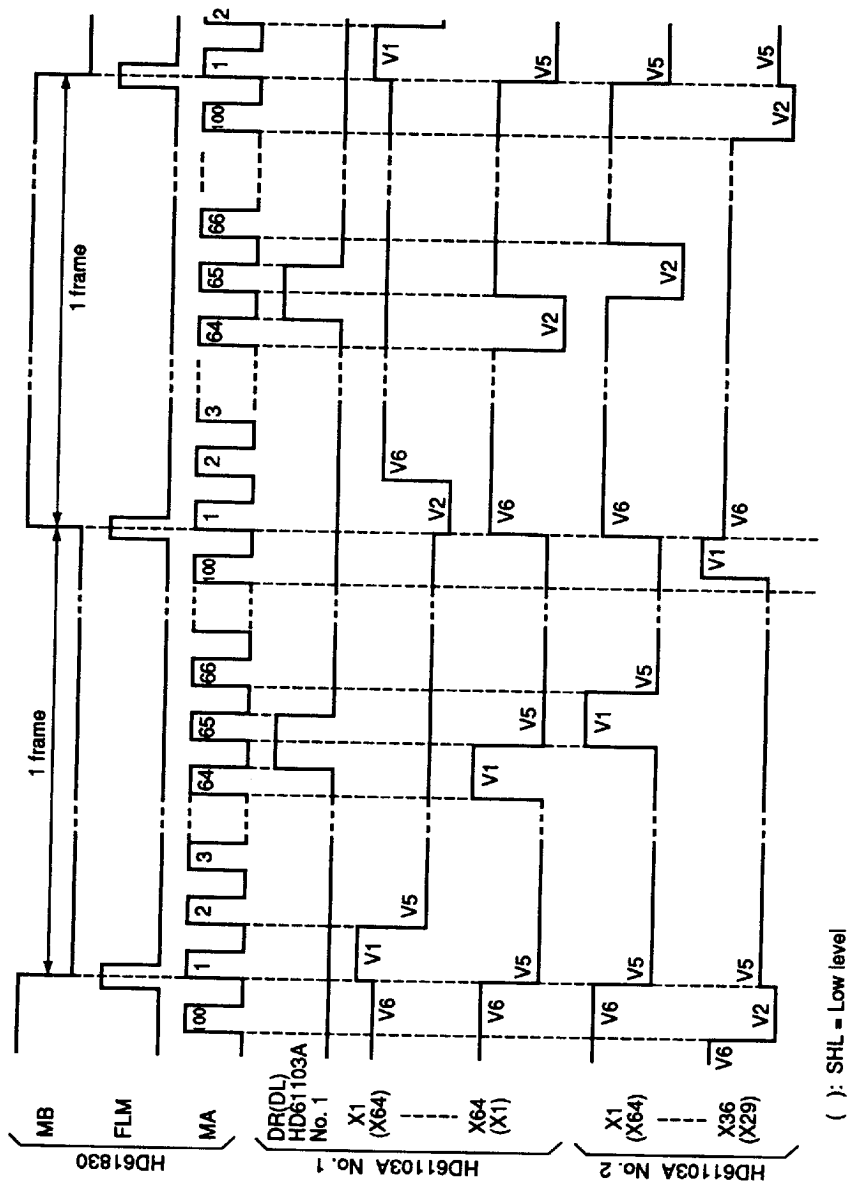 HD61830
MB
FLM
MA
1 frame
1 frame
100 1 2 3 64 65 66 100 1 2 3 64 65 66 100 1 2
HD61103A No. 1
DR(DL)
HD61103A
No. 1
X1
(X64)
V6 V1 V5 V2 V6 V1
X64
(X1)
V6 V5 V1 V5 V6 V2 V5
HD61103A No. 2
X1
(X64)
V6 V5 V1 V5 V6 V2 V5
X36
(X29)
V6 V2 V5 V1 V6 V2 V5
( ): SHL = Low level